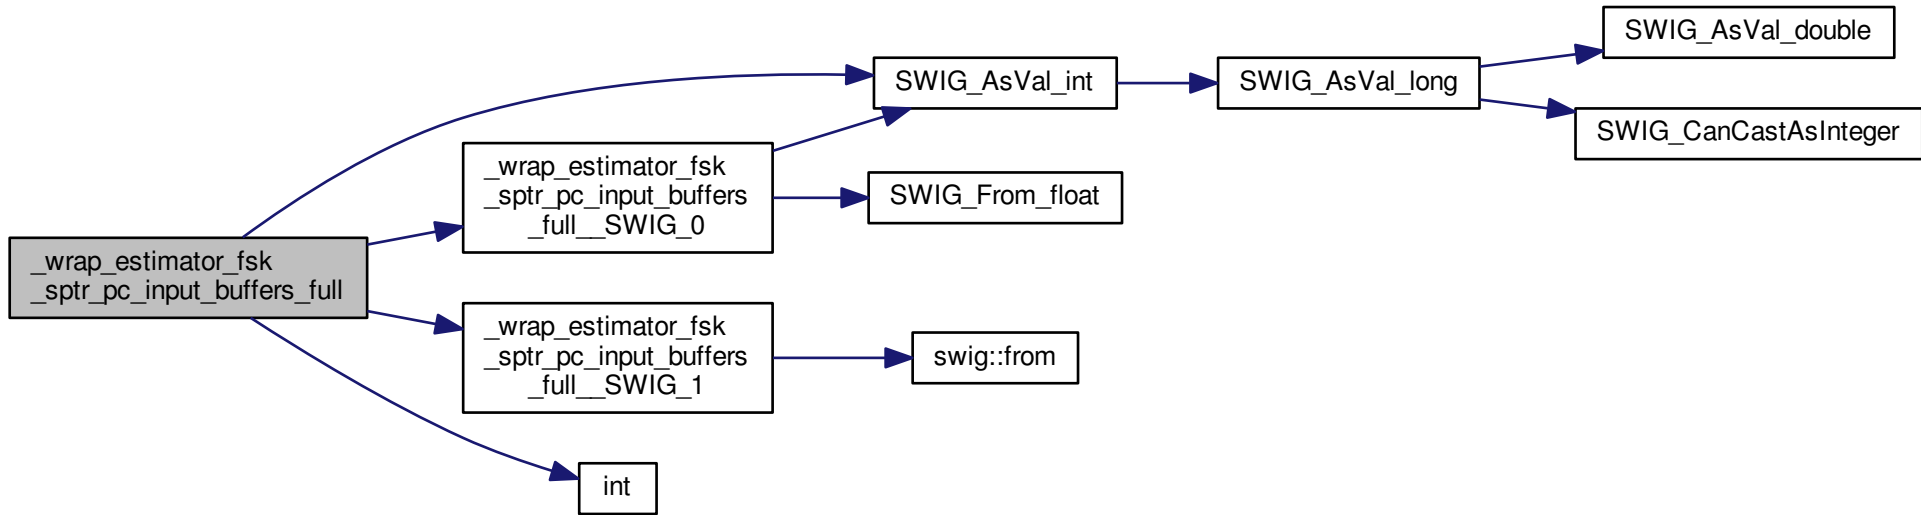 _wrap_estimator_fsk
_sptr_pc_input_buffers_full
_wrap_estimator_fsk
_sptr_pc_input_buffers
_full__SWIG_0
_wrap_estimator_fsk
_sptr_pc_input_buffers
_full__SWIG_1
int
SWIG_AsVal_int
SWIG_From_float
swig::from
SWIG_AsVal_long
SWIG_AsVal_double
SWIG_CanCastAsInteger